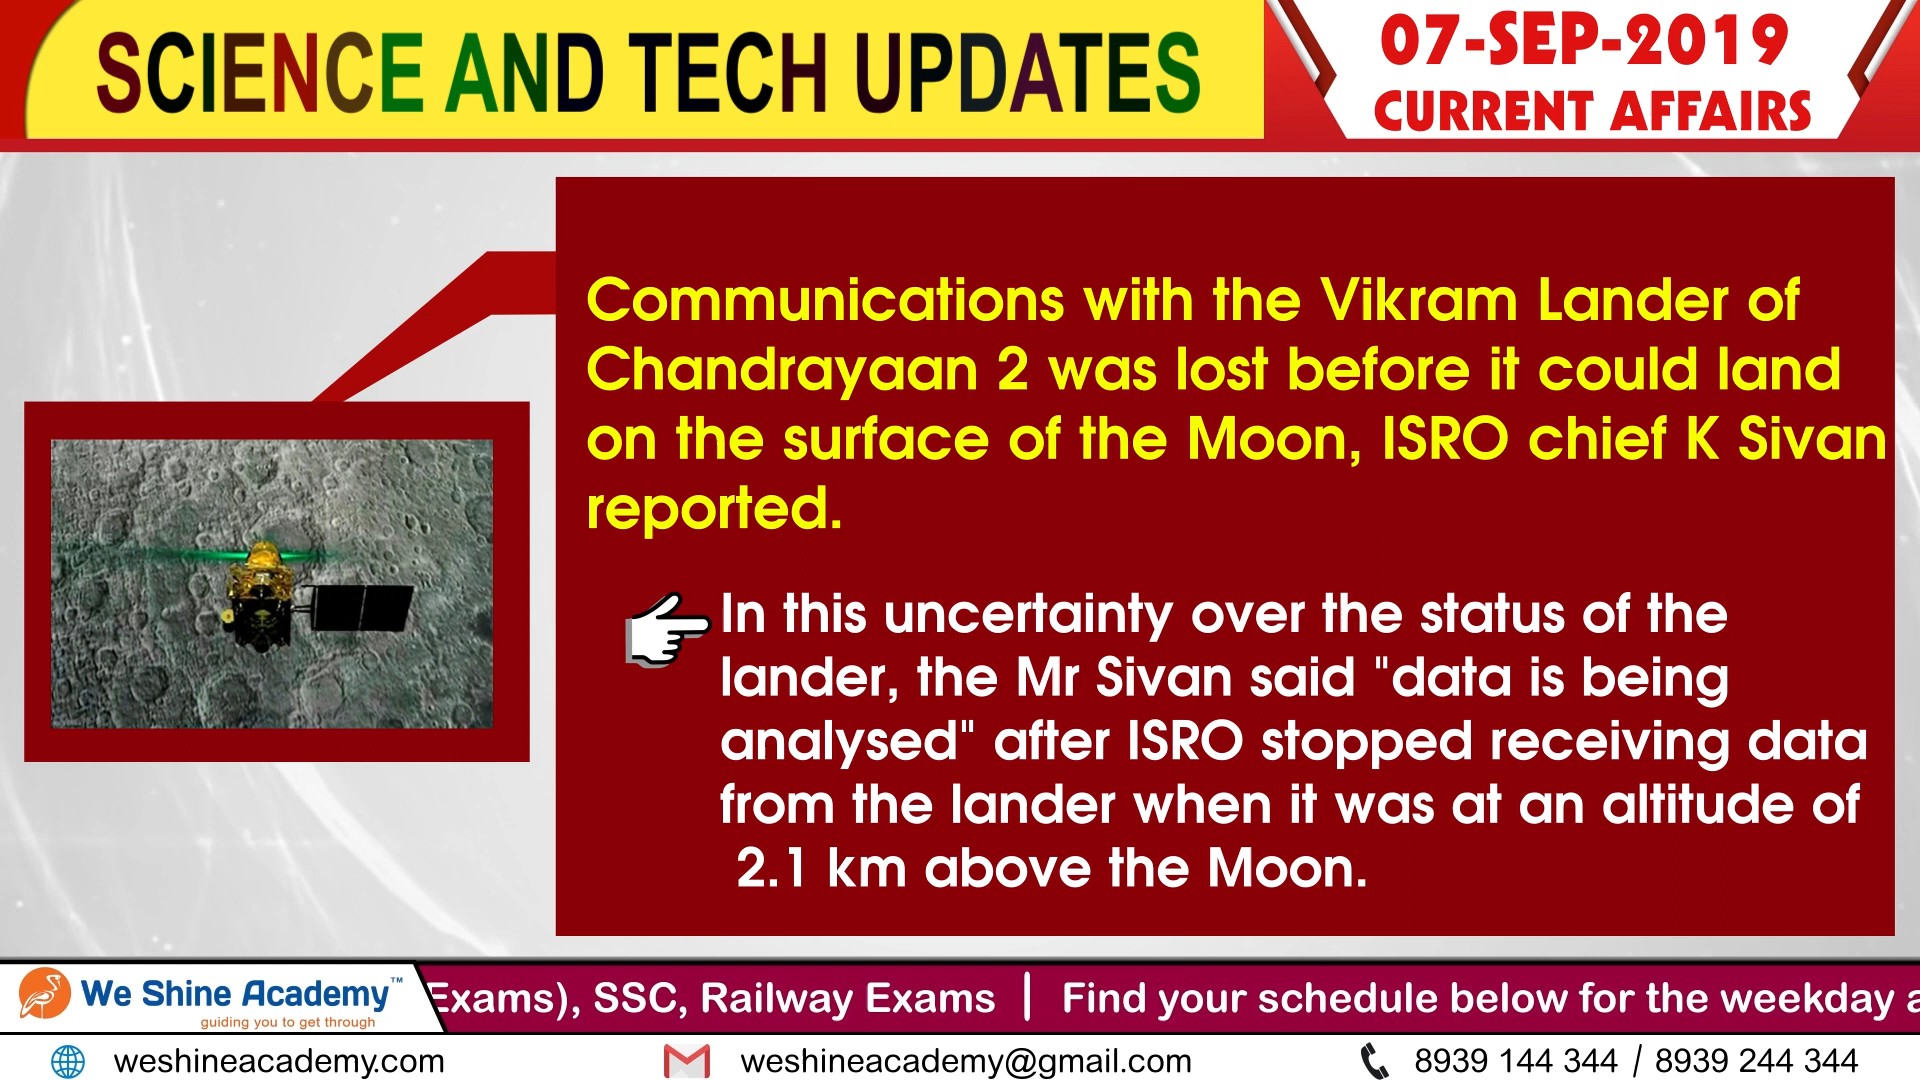 SCIENCE AND TECH UPDATES
07-SEP-2019
CURRENT AFFAIRS
Communications with the Vikram Lander of
Chandrayaan 2 was lost before it could land
on the surface of the Moon, ISRO chief K Sivan
reported.
In this uncertainty over the status of the
lander, the Mr Sivan said "data is being
analysed" after ISRO stopped receiving data
from the lander when it was at an altitude of
2.1 km above the Moon.
We Shine Academy™
guiding you to get through
Exams), SSC, Railway Exams | Find your schedule below for the weekday a
weshineacademy.com
weshineacademy@gmail.com
8939 144 344 / 8939 244 344